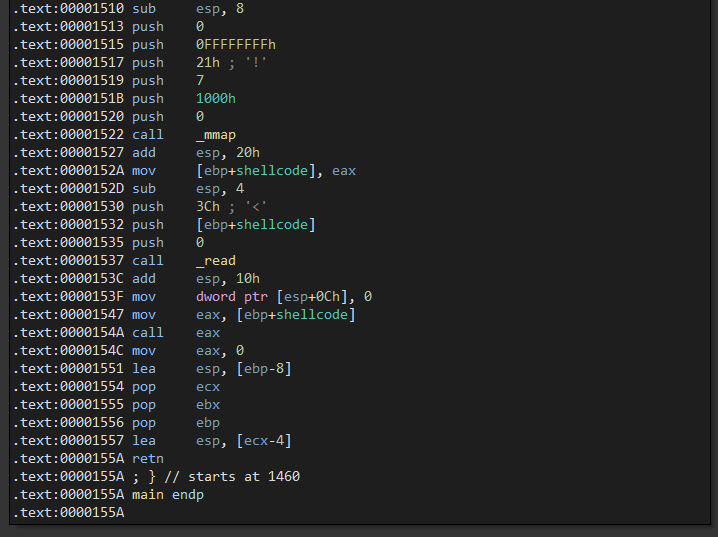 .text:00001510 sub esp, 8
.text:00001513 push 0
.text:00001515 push 0FFFFFFFFh
.text:00001517 push 21h ; '!'
.text:00001519 push 7
.text:0000151B push 1000h
.text:00001520 push 0
.text:00001522 call _mmap
.text:00001527 add esp, 20h
.text:0000152A mov [ebp+shellcode], eax
.text:0000152D sub esp, 4
.text:00001530 push 3Ch ; '<'
.text:00001532 push [ebp+shellcode]
.text:00001535 push 0
.text:00001537 call _read
.text:0000153C add esp, 10h
.text:0000153F mov dword ptr [esp+0Ch], 0
.text:00001547 mov eax, [ebp+shellcode]
.text:0000154A call eax
.text:0000154C mov eax, 0
.text:00001551 lea esp, [ebp-8]
.text:00001554 pop ecx
.text:00001555 pop ebx
.text:00001556 pop ebp
.text:00001557 lea esp, [ecx-4]
.text:0000155A retn
.text:0000155A ; } // starts at 1460
.text:0000155A main endp
.text:0000155A